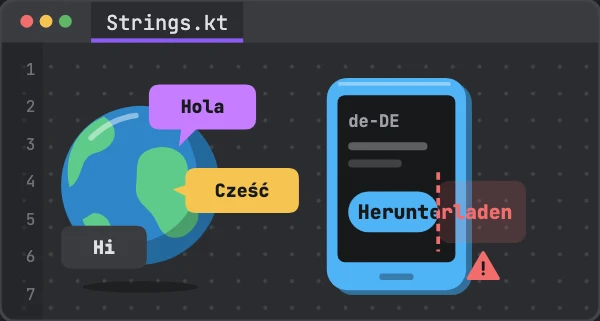 Strings.kt
1
2
3
4
5
6
7
Hola
Cześć
Hi
de-DE
Herunterladen
!